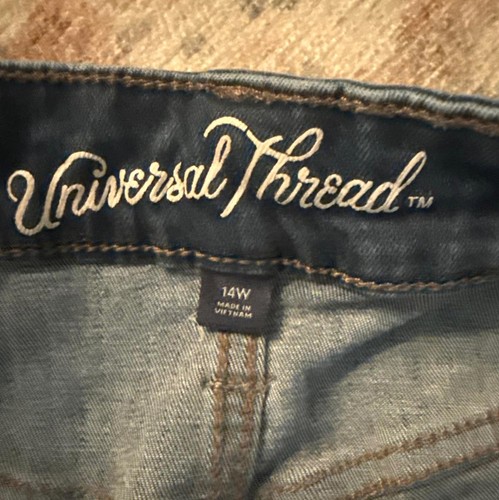 Universal Thread™
14W
MADE IN
VIETNAM